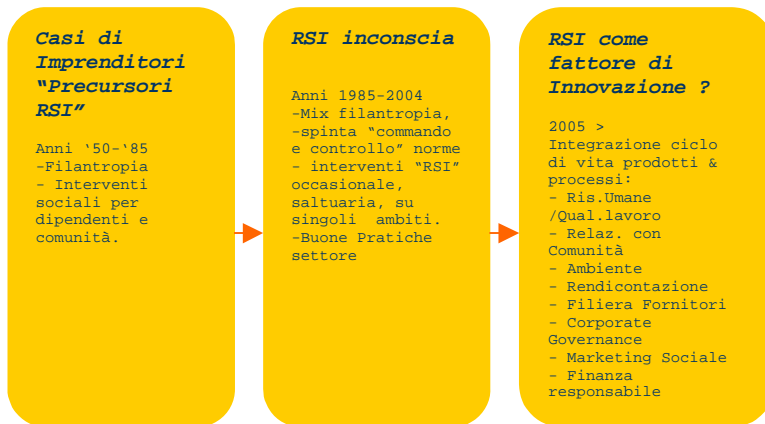 Casi di
Imprenditori
“Precursori
RSI”
Anni ‘50-‘85
-Filantropia
- Interventi
sociali per
dipendenti e
comunità.
RSI inconscia
Anni 1985-2004
-Mix filantropia,
-spinta “commando
e controllo” norme
- interventi “RSI”
occasionale,
saltuaria, su
singoli ambiti.
-Buone Pratiche
settore
RSI come
fattore di
Innovazione ?
2005 >
Integrazione ciclo
di vita prodotti &
processi:
- Ris.Umane
/Qual.lavoro
- Relaz. con
Comunità
- Ambiente
- Rendicontazione
- Filiera Fornitori
- Corporate
Governance
- Marketing Sociale
- Finanza
responsabile